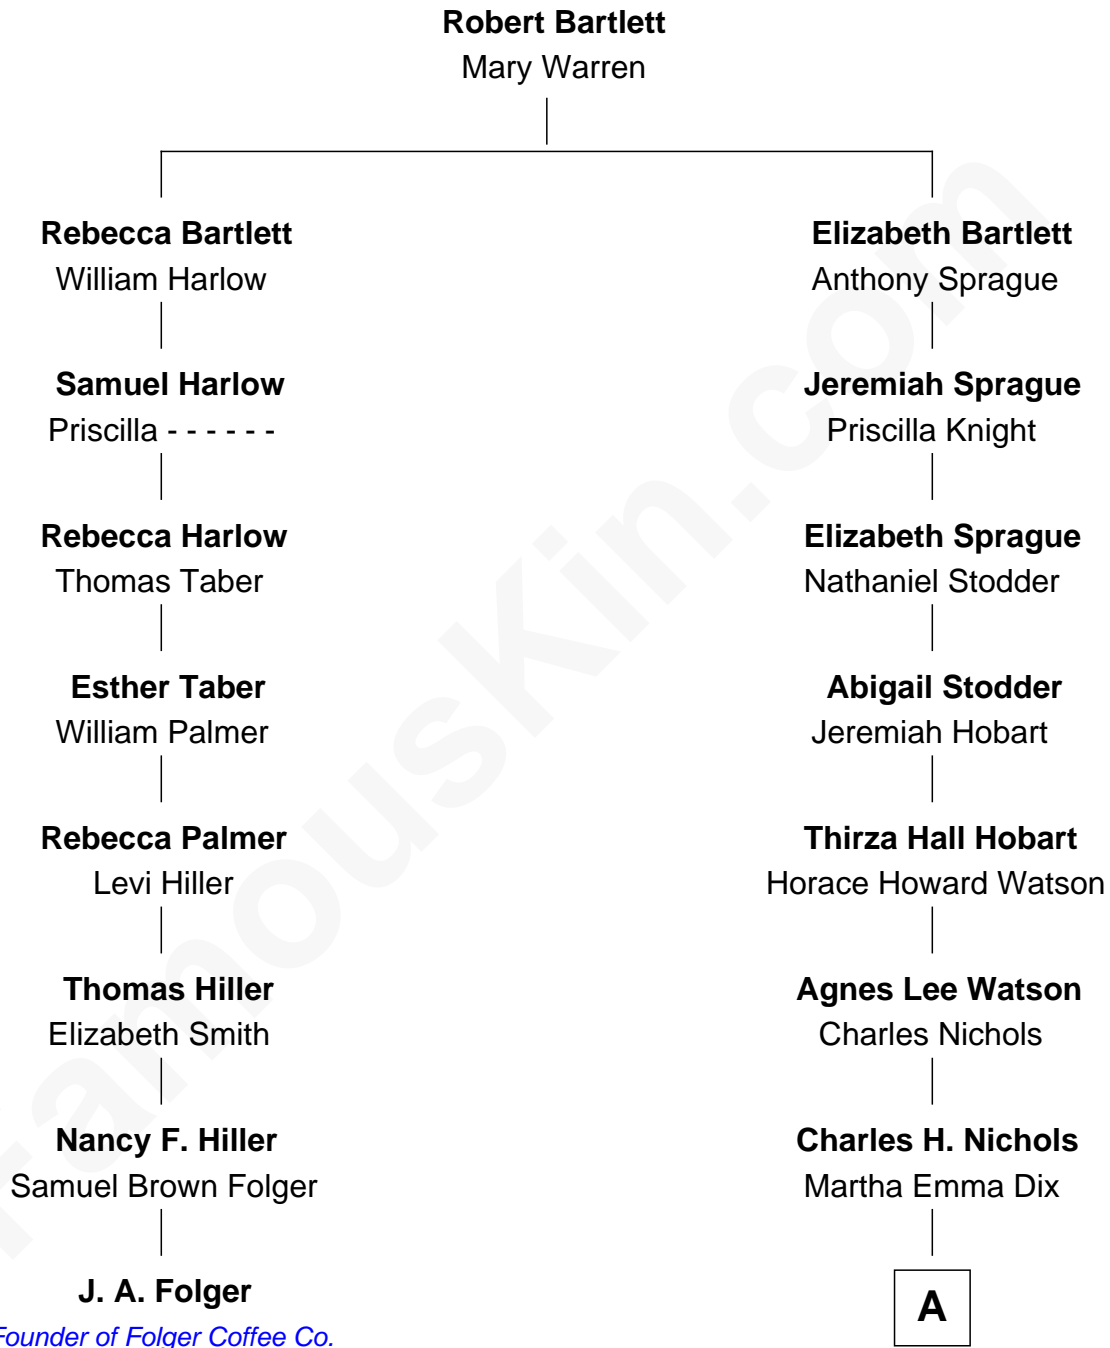 Robert Bartlett
Mary Warren
Rebecca Bartlett
William Harlow
Elizabeth Bartlett
Anthony Sprague
Samuel Harlow
Priscilla - - - - - -
Jeremiah Sprague
Priscilla Knight
Rebecca Harlow
Thomas Taber
Elizabeth Sprague
Nathaniel Stodder
Esther Taber
William Palmer
Abigail Stodder
Jeremiah Hobart
Rebecca Palmer
Levi Hiller
Thirza Hall Hobart
Horace Howard Watson
Thomas Hiller
Elizabeth Smith
Agnes Lee Watson
Charles Nichols
Nancy F. Hiller
Samuel Brown Folger
Charles H. Nichols
Martha Emma Dix
J. A. Folger
Founder of Folger Coffee Co.
A
FamousKin.com